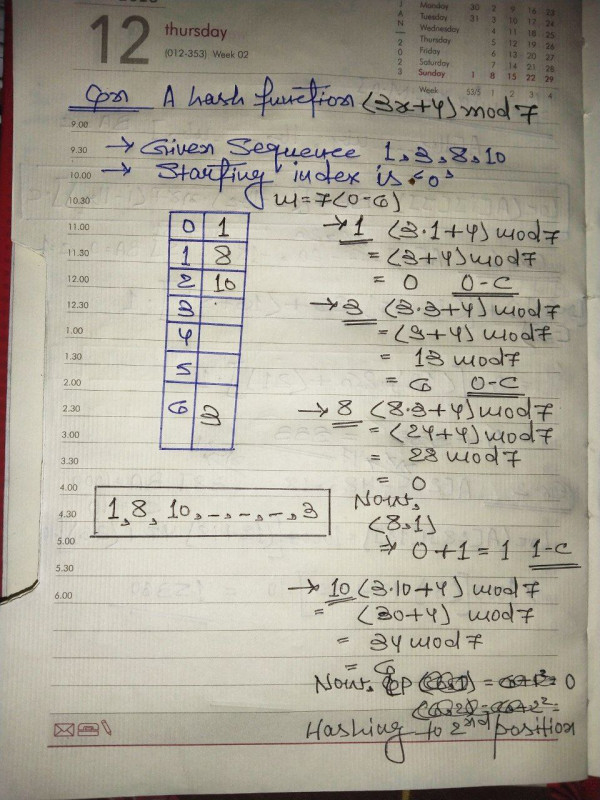 12 thursday
(012-353) Week 02
J A N 2 0 2 3
Monday 30 2 9 16 23
Tuesday 31 3 10 17 24
Wednesday 4 11 18 25
Thursday 5 12 19 26
Friday 6 13 20 27
Saturday 7 14 21 28
Sunday 1 8 15 22 29
Week 53/5 1 2 3 4
A hash function (3x+4) mod 7
9.00
9.30 → Given Sequence 1, 3, 8, 10
10.00 → Starting index is '0'
10.30 m=7(0-6)
11.00 0 1 → 1 (3·1+4) mod 7
11.30 1 8 = (3+4) mod 7
12.00 2 10 = 0 0-C
12.30 3 → 3 (3·3+4) mod 7
1.00 4 = (9+4) mod 7
1.30 5 = 13 mod 7
2.00 = 6 0-C
2.30 6 3 → 8 (8·3+4) mod 7
3.00 = (24+4) mod 7
3.30 = 28 mod 7
= 0
4.00 Now,
4.30 1, 8, 10, -, -, -, 3 (8,1)
5.00 ⇒ 0+1 = 1 1-C
5.30
6.00 → 10 (3·10+4) mod 7
= (30+4) mod 7
= 34 mod 7
= 6
Now, = 0
Hashing to 2nd position